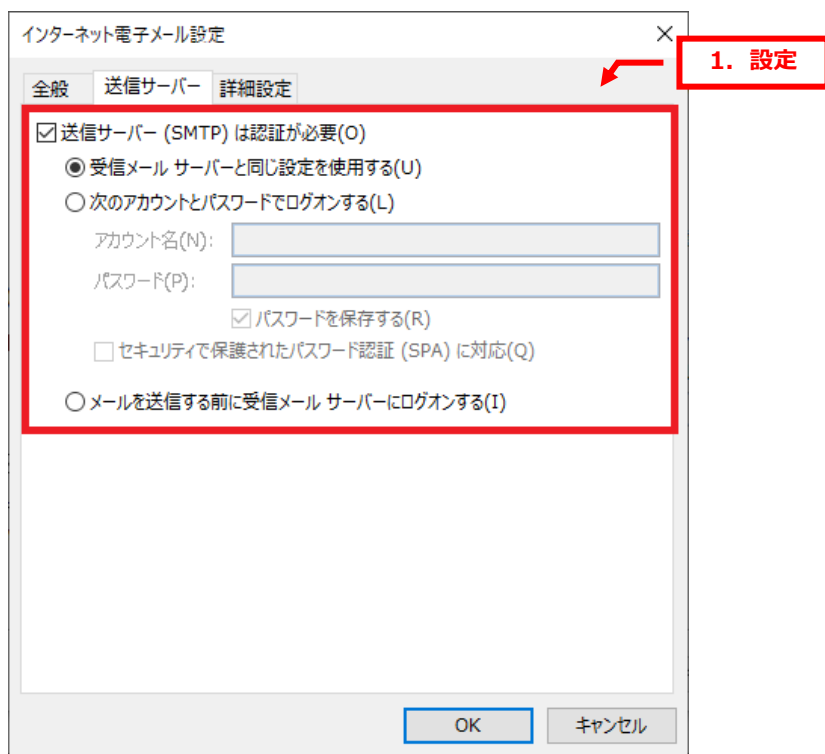 インターネット電子メール設定
1. 設定
全般 送信サーバー 詳細設定
送信サーバー (SMTP) は認証が必要(O)
受信メール サーバーと同じ設定を使用する(U)
次のアカウントとパスワードでログオンする(L)
アカウント名(N):
パスワード(P):
パスワードを保存する(R)
セキュリティで保護されたパスワード認証 (SPA) に対応(Q)
メールを送信する前に受信メール サーバーにログオンする(I)
OK キャンセル